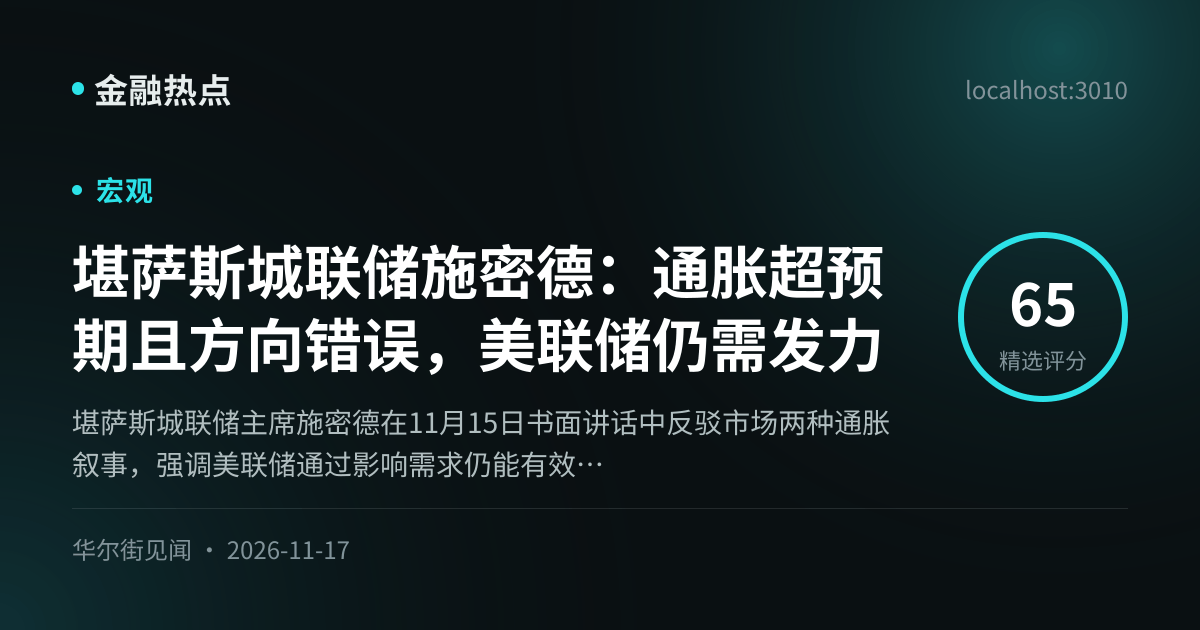 金融热点
localhost:3010
宏观
堪萨斯城联储施密德：通胀超预
期且方向错误，美联储仍需发力
65
精选评分
堪萨斯城联储主席施密德在11月15日书面讲话中反驳市场两种通胀
叙事，强调美联储通过影响需求仍能有效…
华尔街见闻 · 2026-11-17